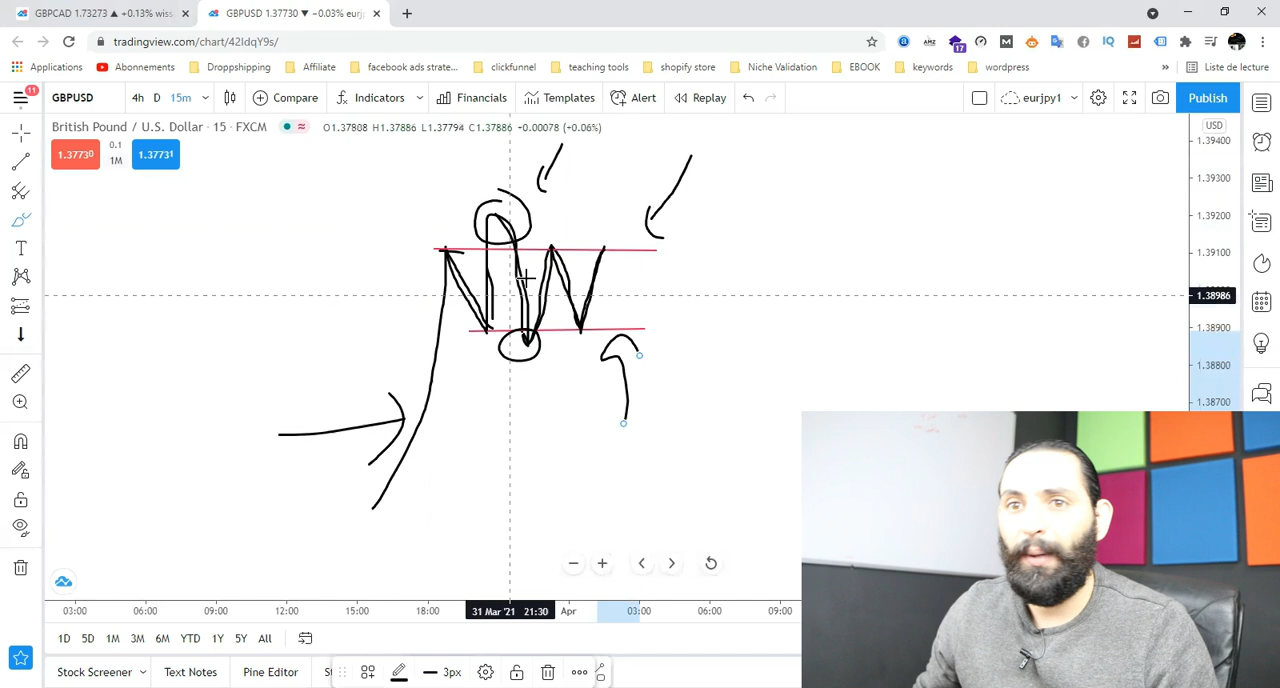 GBPCAD 1.73273 ▲ +0.13% wiss
GBPUSD 1.37730 ▼ −0.03% eurj
tradingview.com/chart/42IdqY9s/
17
Applications
Abonnements
Droppshipping
Affiliate
facebook ads strate...
clickfunnel
teaching tools
shopify store
Niche Validation
EBOOK
keywords
wordpress
»
Liste de lecture
11
GBPUSD
4h D 15m
Compare
Indicators
Financials
Templates
Alert
Replay
eurjpy1
Publish
British Pound / U.S. Dollar · 15 · FXCM
O1.37808 H1.37886 L1.37794 C1.37886 +0.00078 (+0.06%)
USD
1.37730
0.1
1M
1.37731
1.39400
1.39300
1.39200
1.39100
1.38986
1.38900
1.38800
1.38700
03:00 06:00 09:00 12:00 15:00 18:00 31 Mar '21 21:30 Apr 03:00 06:00 09:00
1D 5D 1M 3M 6M YTD 1Y 5Y All
Stock Screener
Text Notes
Pine Editor
3px